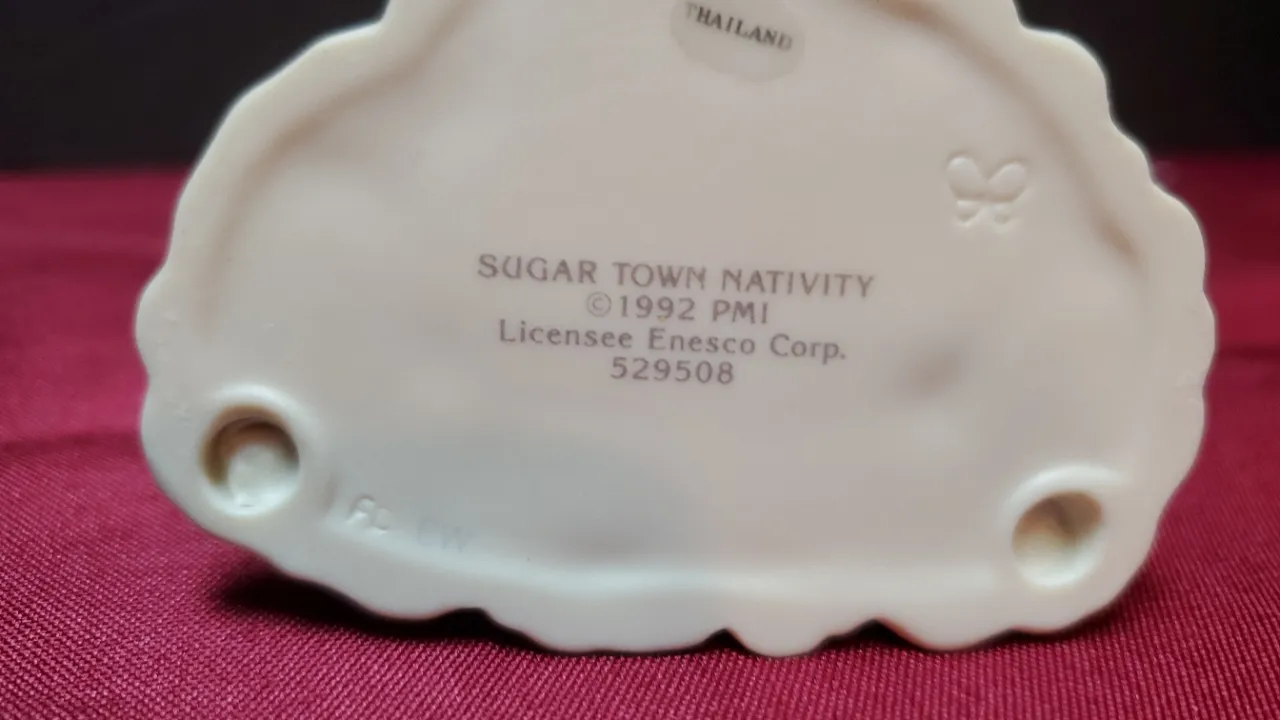 THAILAND
SUGAR TOWN NATIVITY
©1992 PMI
Licensee Enesco Corp.
529508